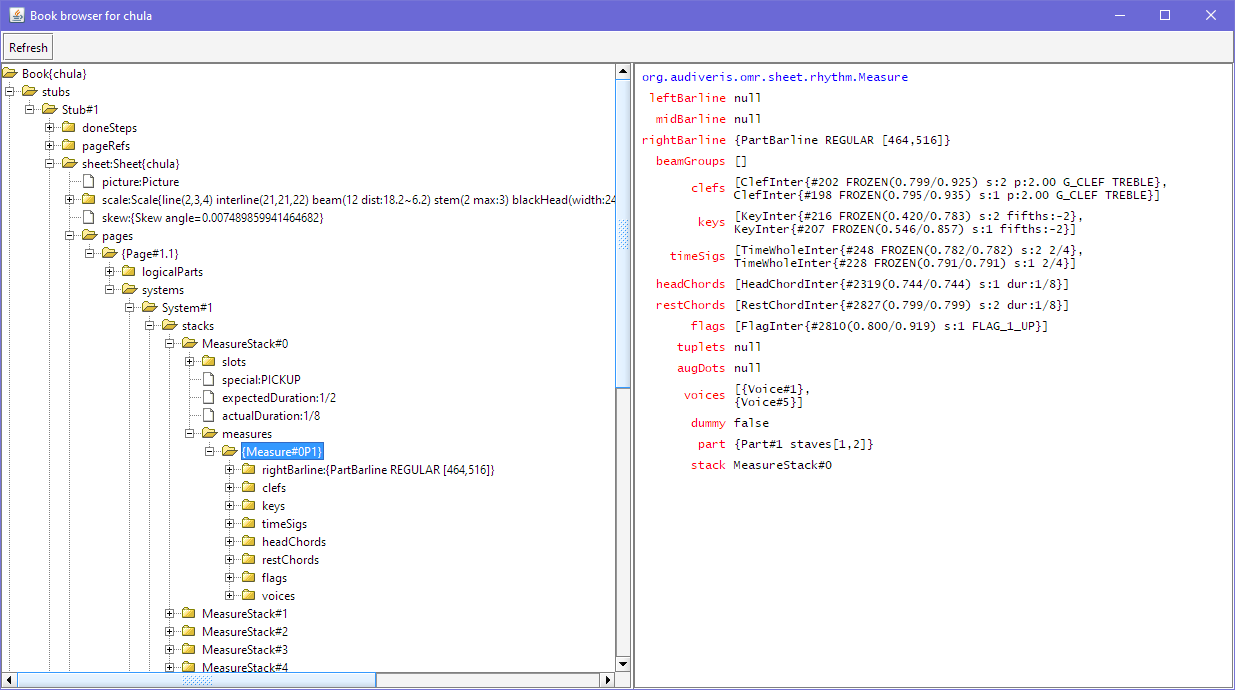 Book browser for chula
Refresh
Book{chula}
stubs
Stub#1
doneSteps
pageRefs
sheet:Sheet{chula}
picture:Picture
scale:Scale{line(2,3,4) interline(21,21,22) beam(12 dist:18.2~6.2) stem(2 max:3) blackHead(width:24
skew:{Skew angle=0.007489859941464682}
pages
{Page#1.1}
logicalParts
systems
System#1
stacks
MeasureStack#0
slots
special:PICKUP
expectedDuration:1/2
actualDuration:1/8
measures
{Measure#0P1}
rightBarline:{PartBarline REGULAR [464,516]}
clefs
keys
timeSigs
headChords
restChords
flags
voices
MeasureStack#1
MeasureStack#2
MeasureStack#3
MeasureStack#4
org.audiveris.omr.sheet.rhythm.Measure
leftBarline null
midBarline null
rightBarline {PartBarline REGULAR [464,516]}
beamGroups []
clefs [ClefInter{#202 FROZEN(0.799/0.925) s:2 p:2.00 G_CLEF TREBLE},
ClefInter{#198 FROZEN(0.795/0.935) s:1 p:2.00 G_CLEF TREBLE}]
keys [KeyInter{#216 FROZEN(0.420/0.783) s:2 fifths:-2},
KeyInter{#207 FROZEN(0.546/0.857) s:1 fifths:-2}]
timeSigs [TimeWholeInter{#248 FROZEN(0.782/0.782) s:2 2/4},
TimeWholeInter{#228 FROZEN(0.791/0.791) s:1 2/4}]
headChords [HeadChordInter{#2319(0.744/0.744) s:1 dur:1/8}]
restChords [RestChordInter{#2827(0.799/0.799) s:2 dur:1/8}]
flags [FlagInter{#2810(0.800/0.919) s:1 FLAG_1_UP}]
tuplets null
augDots null
voices [{Voice#1},
{Voice#5}]
dummy false
part {Part#1 staves[1,2]}
stack MeasureStack#0